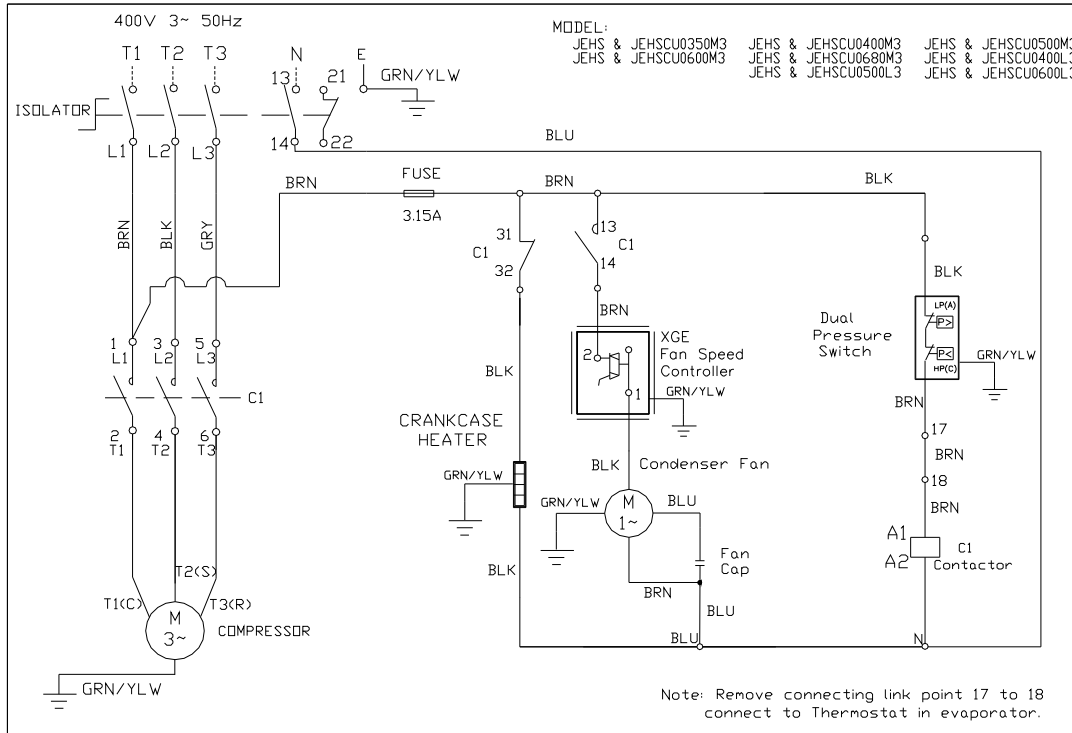 400V 3~ 50Hz
MODEL:
JEHS & JEHSCU0350M3 JEHS & JEHSCU0400M3 JEHS & JEHSCU0500M3
JEHS & JEHSCU0600M3 JEHS & JEHSCU0680M3 JEHS & JEHSCU0400L3
JEHS & JEHSCU0500L3 JEHS & JEHSCU0600L3
T1 T2 T3 N E
13 21 GRN/YLW
ISOLATOR
L1 L2 L3 14 22
BLU
BRN FUSE BRN BLK
3.15A
BRN BLK GRY
31 13
C1 C1
32 14
BLK
BRN
LP(A)
P>
P<
HP(C)
Dual
Pressure
Switch
GRN/YLW
XGE
Fan Speed
Controller
2
1
GRN/YLW
1 3 5
L1 L2 L3
C1
2 4 6
T1 T2 T3
BLK
CRANKCASE
HEATER
GRN/YLW
BRN
17
BRN
18
BRN
BLK Condenser Fan
GRN/YLW
M
1~
BLU
A1
A2
C1
Contactor
Fan
Cap
BLK
BRN
BLU
BLU
N
T2(S)
T1(C) T3(R)
M
3~
COMPRESSOR
GRN/YLW
Note: Remove connecting link point 17 to 18
connect to Thermostat in evaporator.